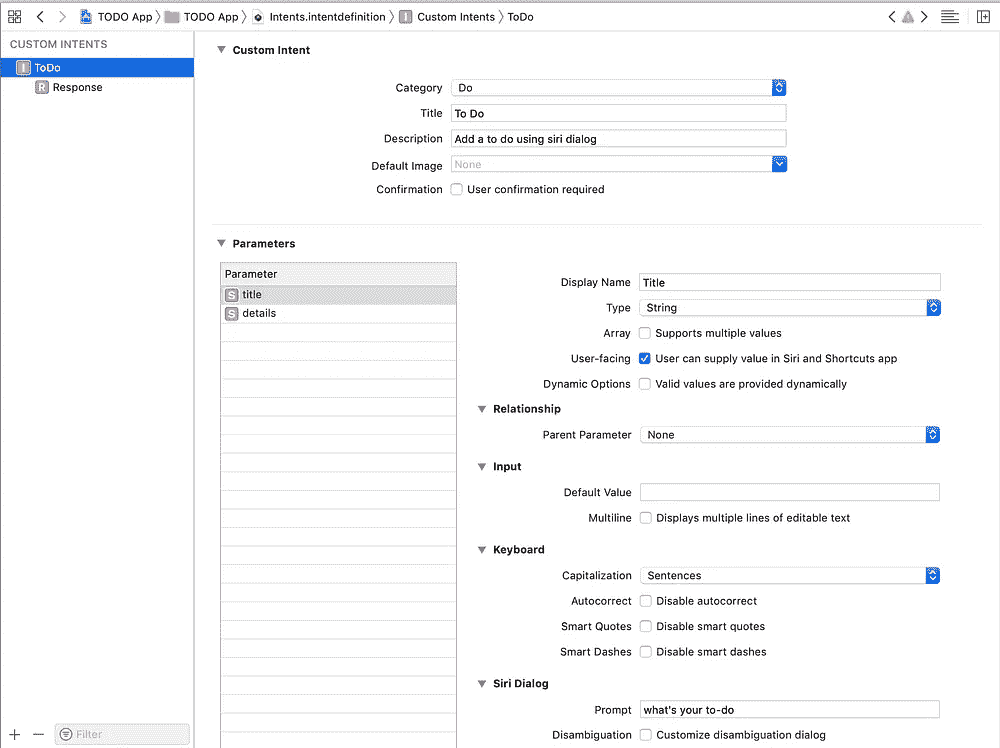 TODO App TODO App Intents.intentdefinition I Custom Intents ToDo
CUSTOM INTENTS
I ToDo
R Response
Filter
Custom Intent
Category Do
Title To Do
Description Add a to do using siri dialog
Default Image None
Confirmation User confirmation required
Parameters
Parameter
S title
S details
Display Name Title
Type String
Array Supports multiple values
User-facing User can supply value in Siri and Shortcuts app
Dynamic Options Valid values are provided dynamically
Relationship
Parent Parameter None
Input
Default Value
Multiline Displays multiple lines of editable text
Keyboard
Capitalization Sentences
Autocorrect Disable autocorrect
Smart Quotes Disable smart quotes
Smart Dashes Disable smart dashes
Siri Dialog
Prompt what's your to-do
Disambiguation Customize disambiguation dialog